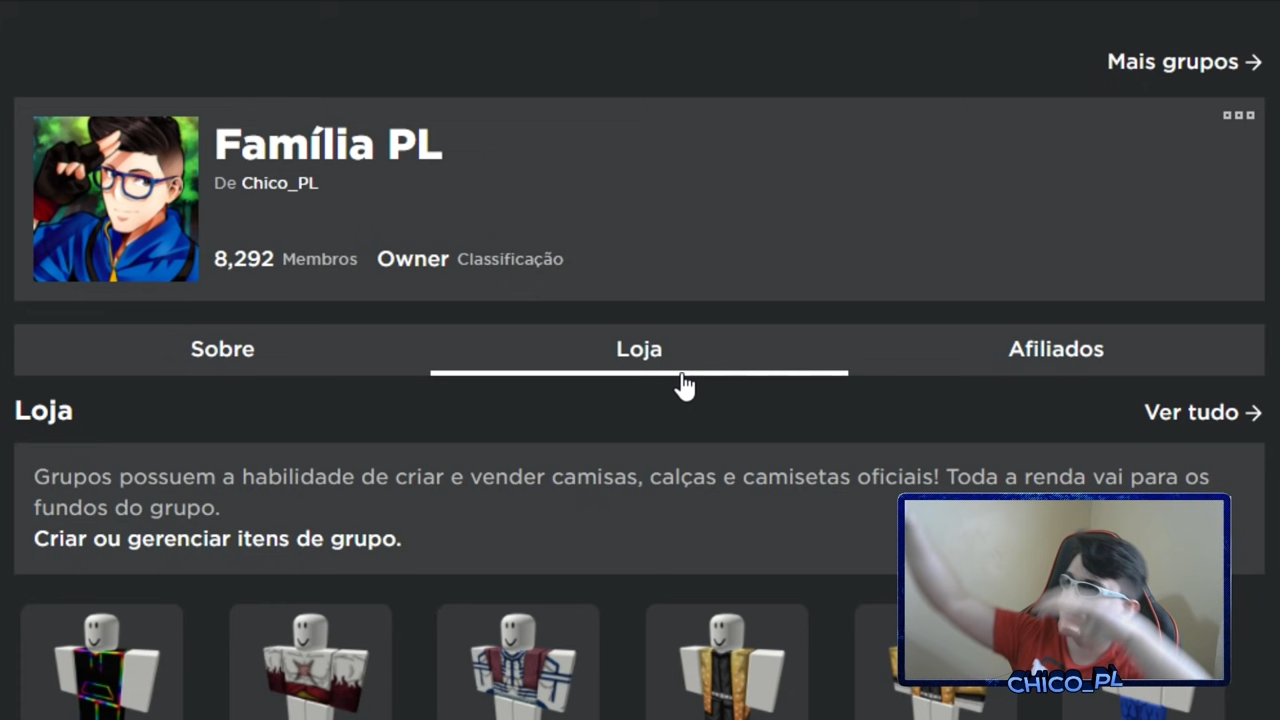 Mais grupos →
Família PL
De Chico_PL
8,292 Membros Owner Classificação
Sobre Loja Afiliados
Loja Ver tudo →
Grupos possuem a habilidade de criar e vender camisas, calças e camisetas oficiais! Toda a renda vai para os
fundos do grupo.
Criar ou gerenciar itens de grupo.
CHICO_PL